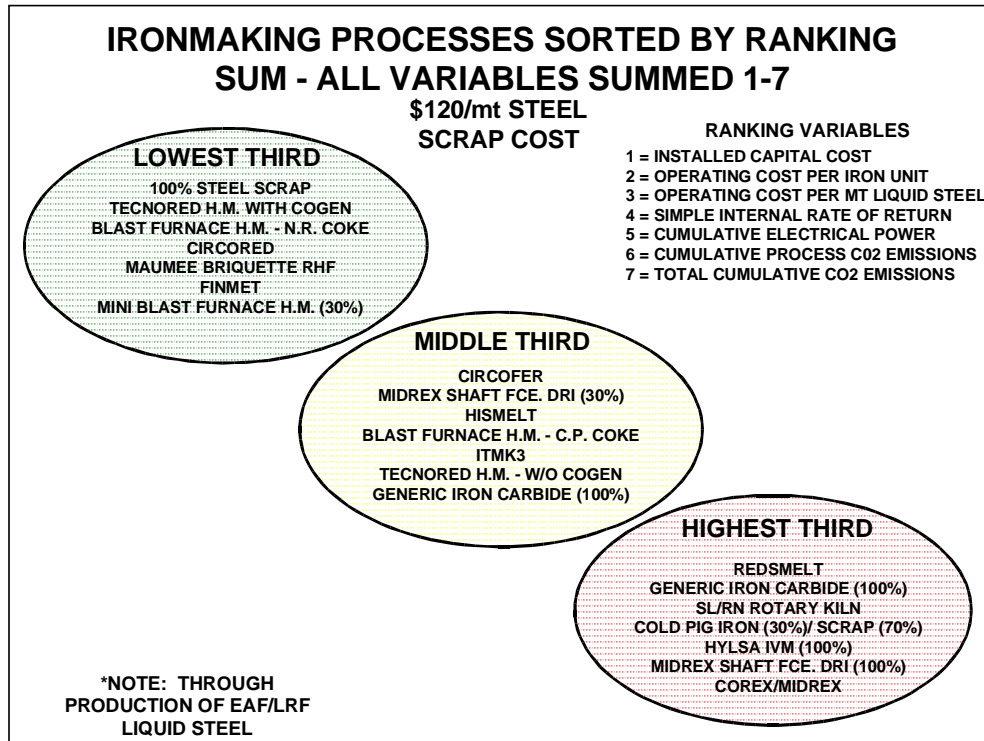 IRONMAKING PROCESSES SORTED BY RANKING
SUM - ALL VARIABLES SUMMED 1-7
$120/mt STEEL
SCRAP COST
RANKING VARIABLES
1 = INSTALLED CAPITAL COST
2 = OPERATING COST PER IRON UNIT
3 = OPERATING COST PER MT LIQUID STEEL
4 = SIMPLE INTERNAL RATE OF RETURN
5 = CUMULATIVE ELECTRICAL POWER
6 = CUMULATIVE PROCESS C02 EMISSIONS
7 = TOTAL CUMULATIVE CO2 EMISSIONS
LOWEST THIRD
100% STEEL SCRAP
TECNORED H.M. WITH COGEN
BLAST FURNACE H.M. - N.R. COKE
CIRCORED
MAUMEE BRIQUETTE RHF
FINMET
MINI BLAST FURNACE H.M. (30%)
MIDDLE THIRD
CIRCOFER
MIDREX SHAFT FCE. DRI (30%)
HISMELT
BLAST FURNACE H.M. - C.P. COKE
ITMK3
TECNORED H.M. - W/O COGEN
GENERIC IRON CARBIDE (100%)
HIGHEST THIRD
REDSMELT
GENERIC IRON CARBIDE (100%)
SL/RN ROTARY KILN
COLD PIG IRON (30%)/ SCRAP (70%)
HYLSA IVM (100%)
MIDREX SHAFT FCE. DRI (100%)
COREX/MIDREX
*NOTE: THROUGH
PRODUCTION OF EAF/LRF
LIQUID STEEL